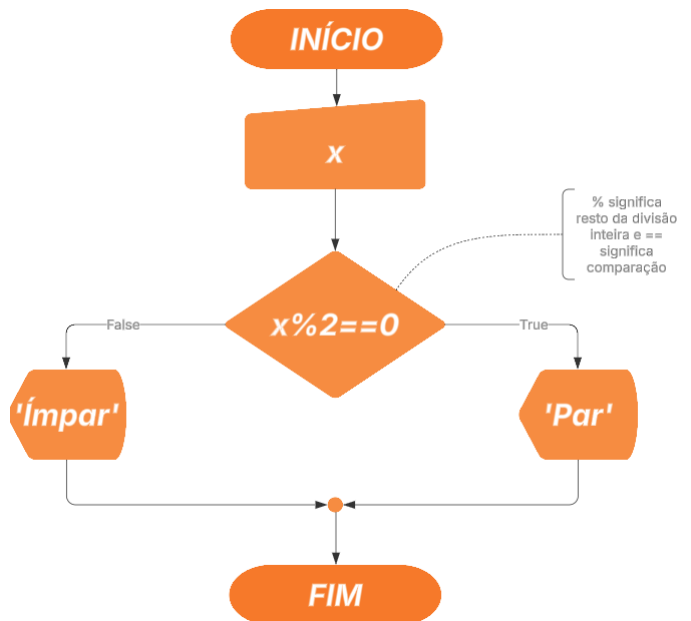 INÍCIO
x
% significa
resto da divisão
inteira e ==
significa
comparação
x%2==0
False
True
'Ímpar'
'Par'
FIM